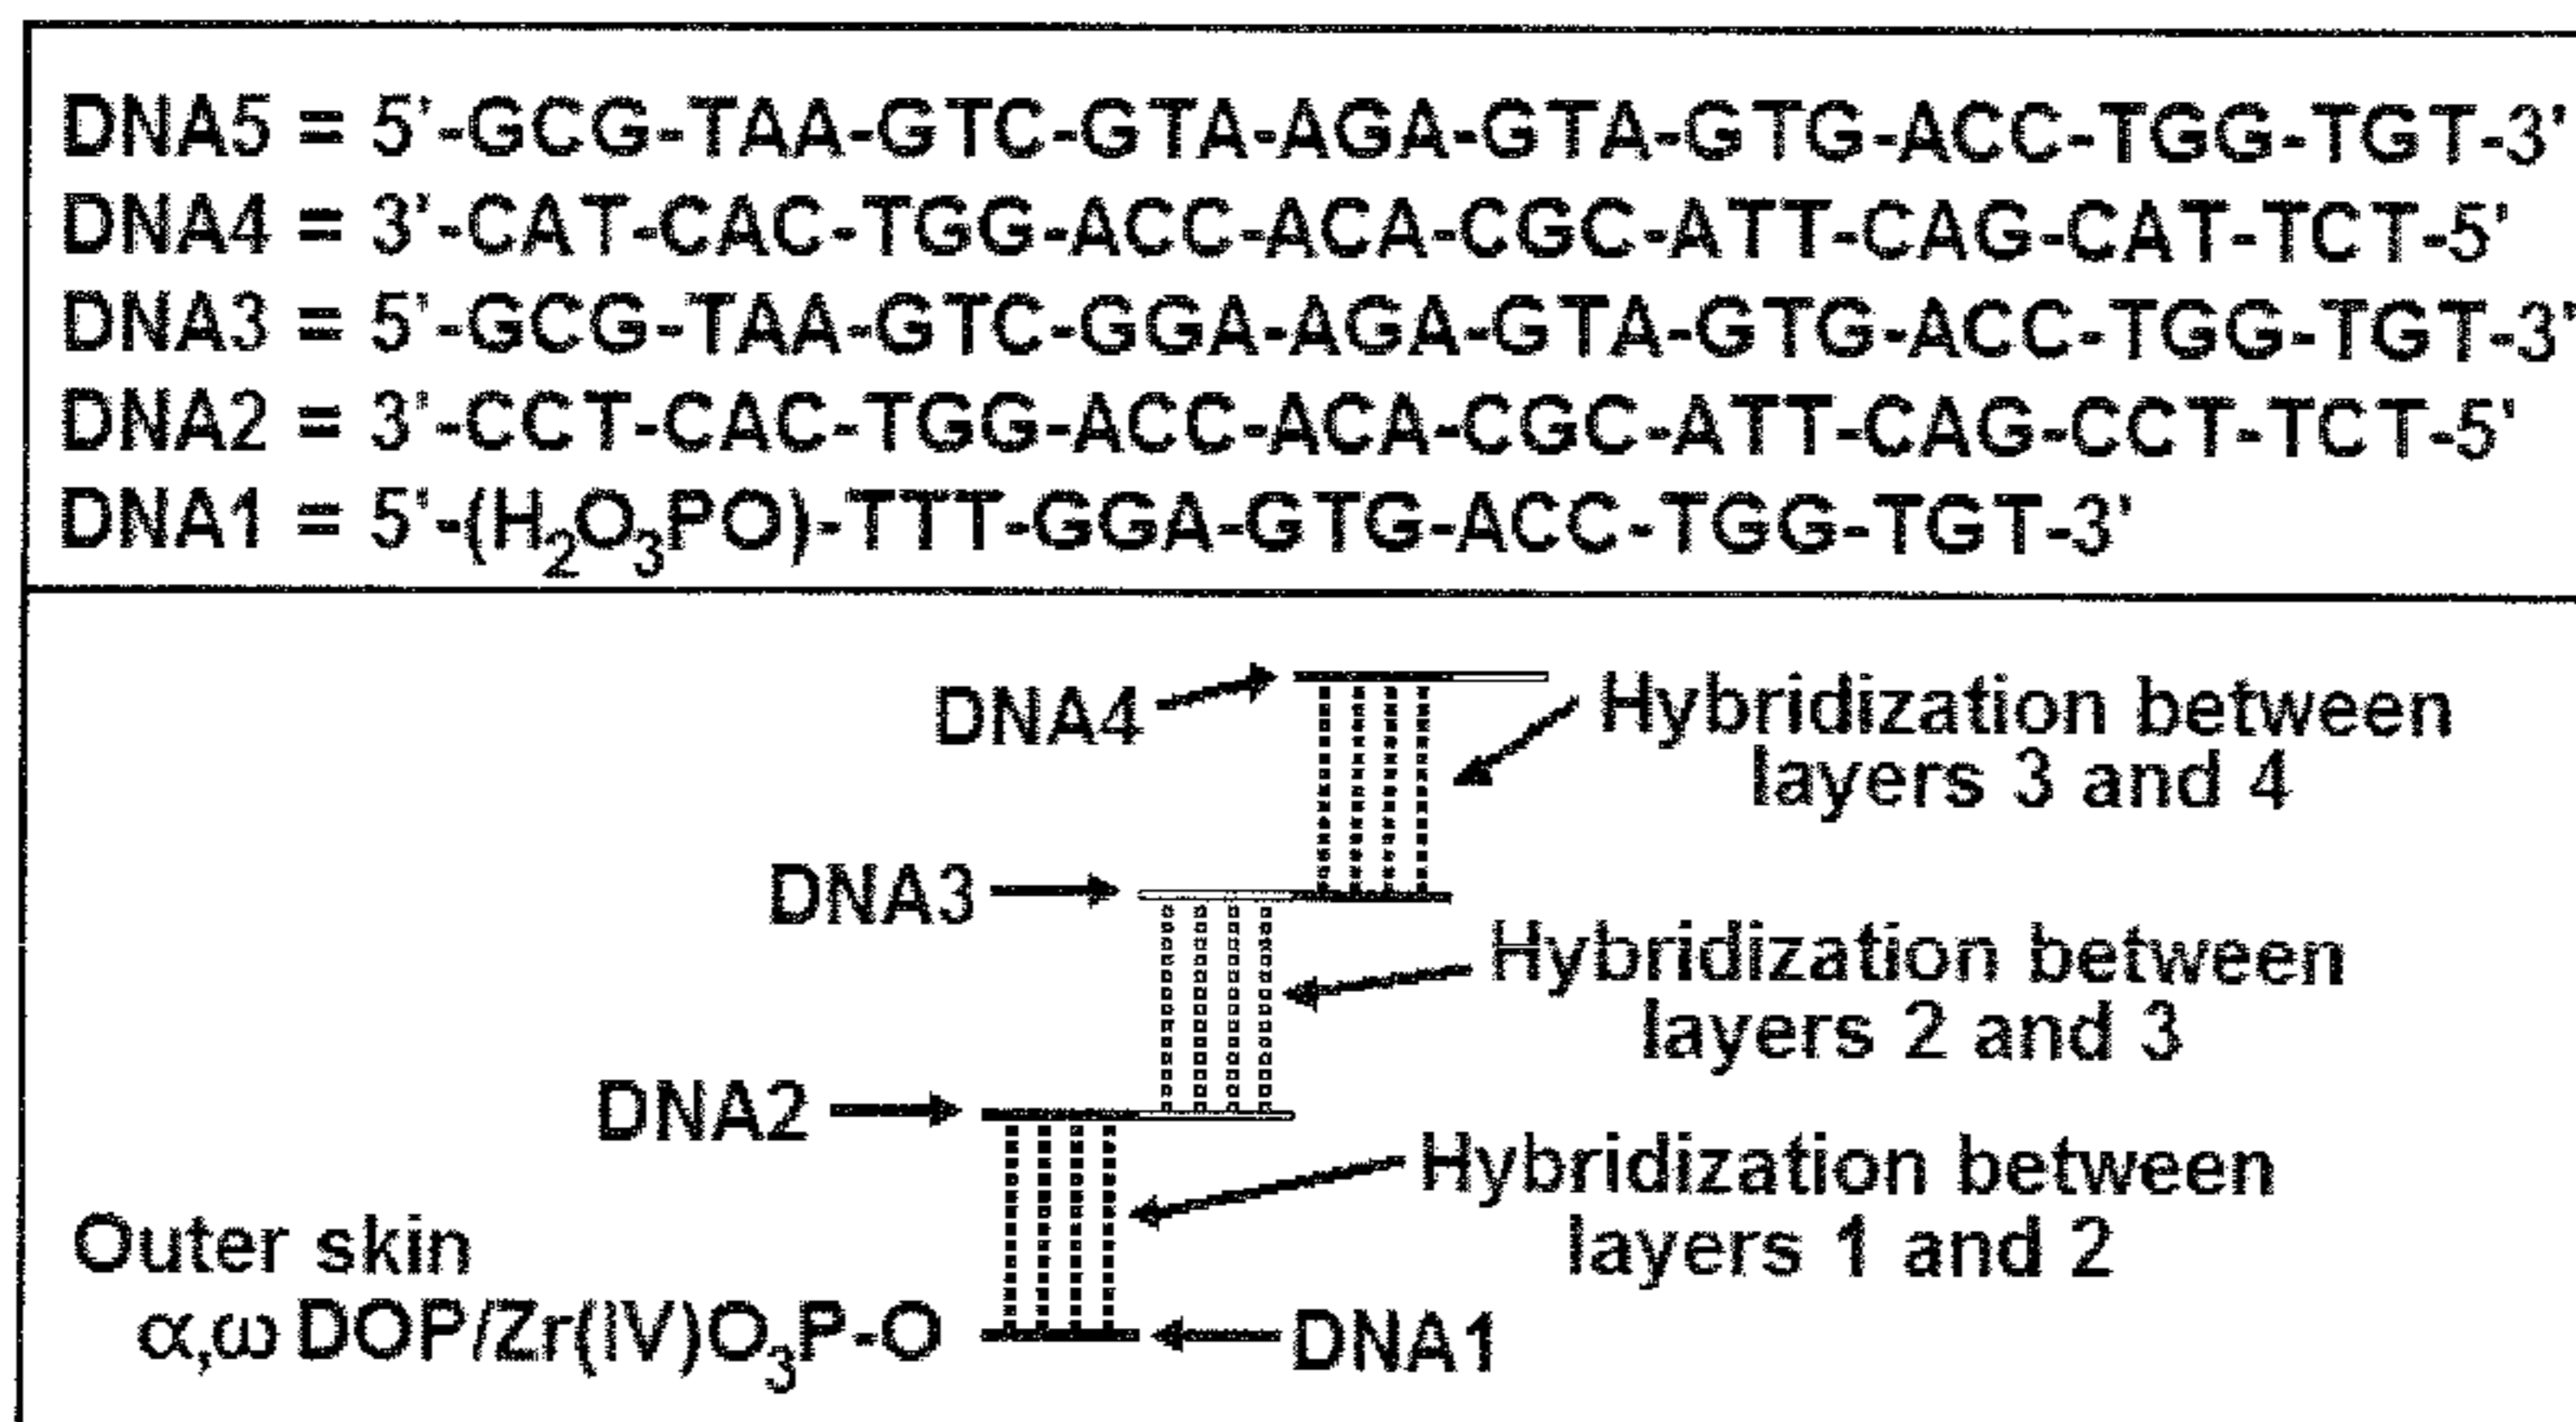 DNA5 = 5'-GCG-TAA-GTC-GTA-AGA-GTA-GTG-ACC-TGG-TGT-3'
DNA4 = 3'-CAT-CAC-TGG-ACC-ACA-CGC-ATT-CAG-CAT-TCT-5'
DNA3 = 5'-GCG-TAA-GTC-GGA-AGA-GTA-GTG-ACC-TGG-TGT-3'
DNA2 = 3'-CCT-CAC-TGG-ACC-ACA-CGC-ATT-CAG-CCT-TCT-5'
DNA1 = 5'-(H₂O₃PO)-TTT-GGA-GTG-ACC-TGG-TGT-3'
DNA4
Hybridization between
layers 3 and 4
DNA3
Hybridization between
layers 2 and 3
DNA2
Hybridization between
layers 1 and 2
Outer skin
α,ω DOP/Zr(IV)O₃P-O
DNA1